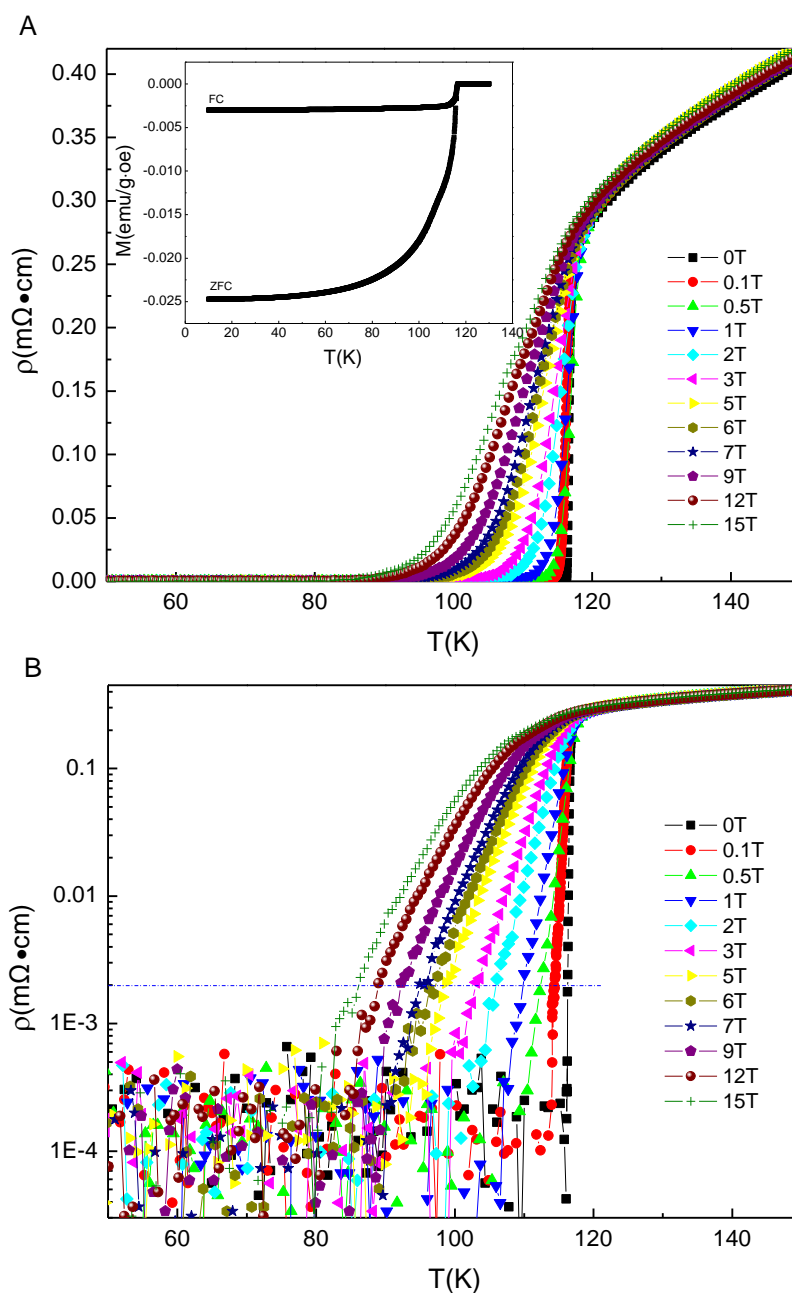 A
0.40
0.35
0.30
0.25
0.20
0.15
0.10
0.05
0.00
ρ(mΩ•cm)
60
80
100
120
140
T(K)
0.000
-0.005
-0.010
-0.015
-0.020
-0.025
M(emu/g·oe)
FC
ZFC
0
20
40
60
80
100
120
140
T(K)
0T
0.1T
0.5T
1T
2T
3T
5T
6T
7T
9T
12T
15T
B
0.1
0.01
1E-3
1E-4
ρ(mΩ•cm)
60
80
100
120
140
T(K)
0T
0.1T
0.5T
1T
2T
3T
5T
6T
7T
9T
12T
15T